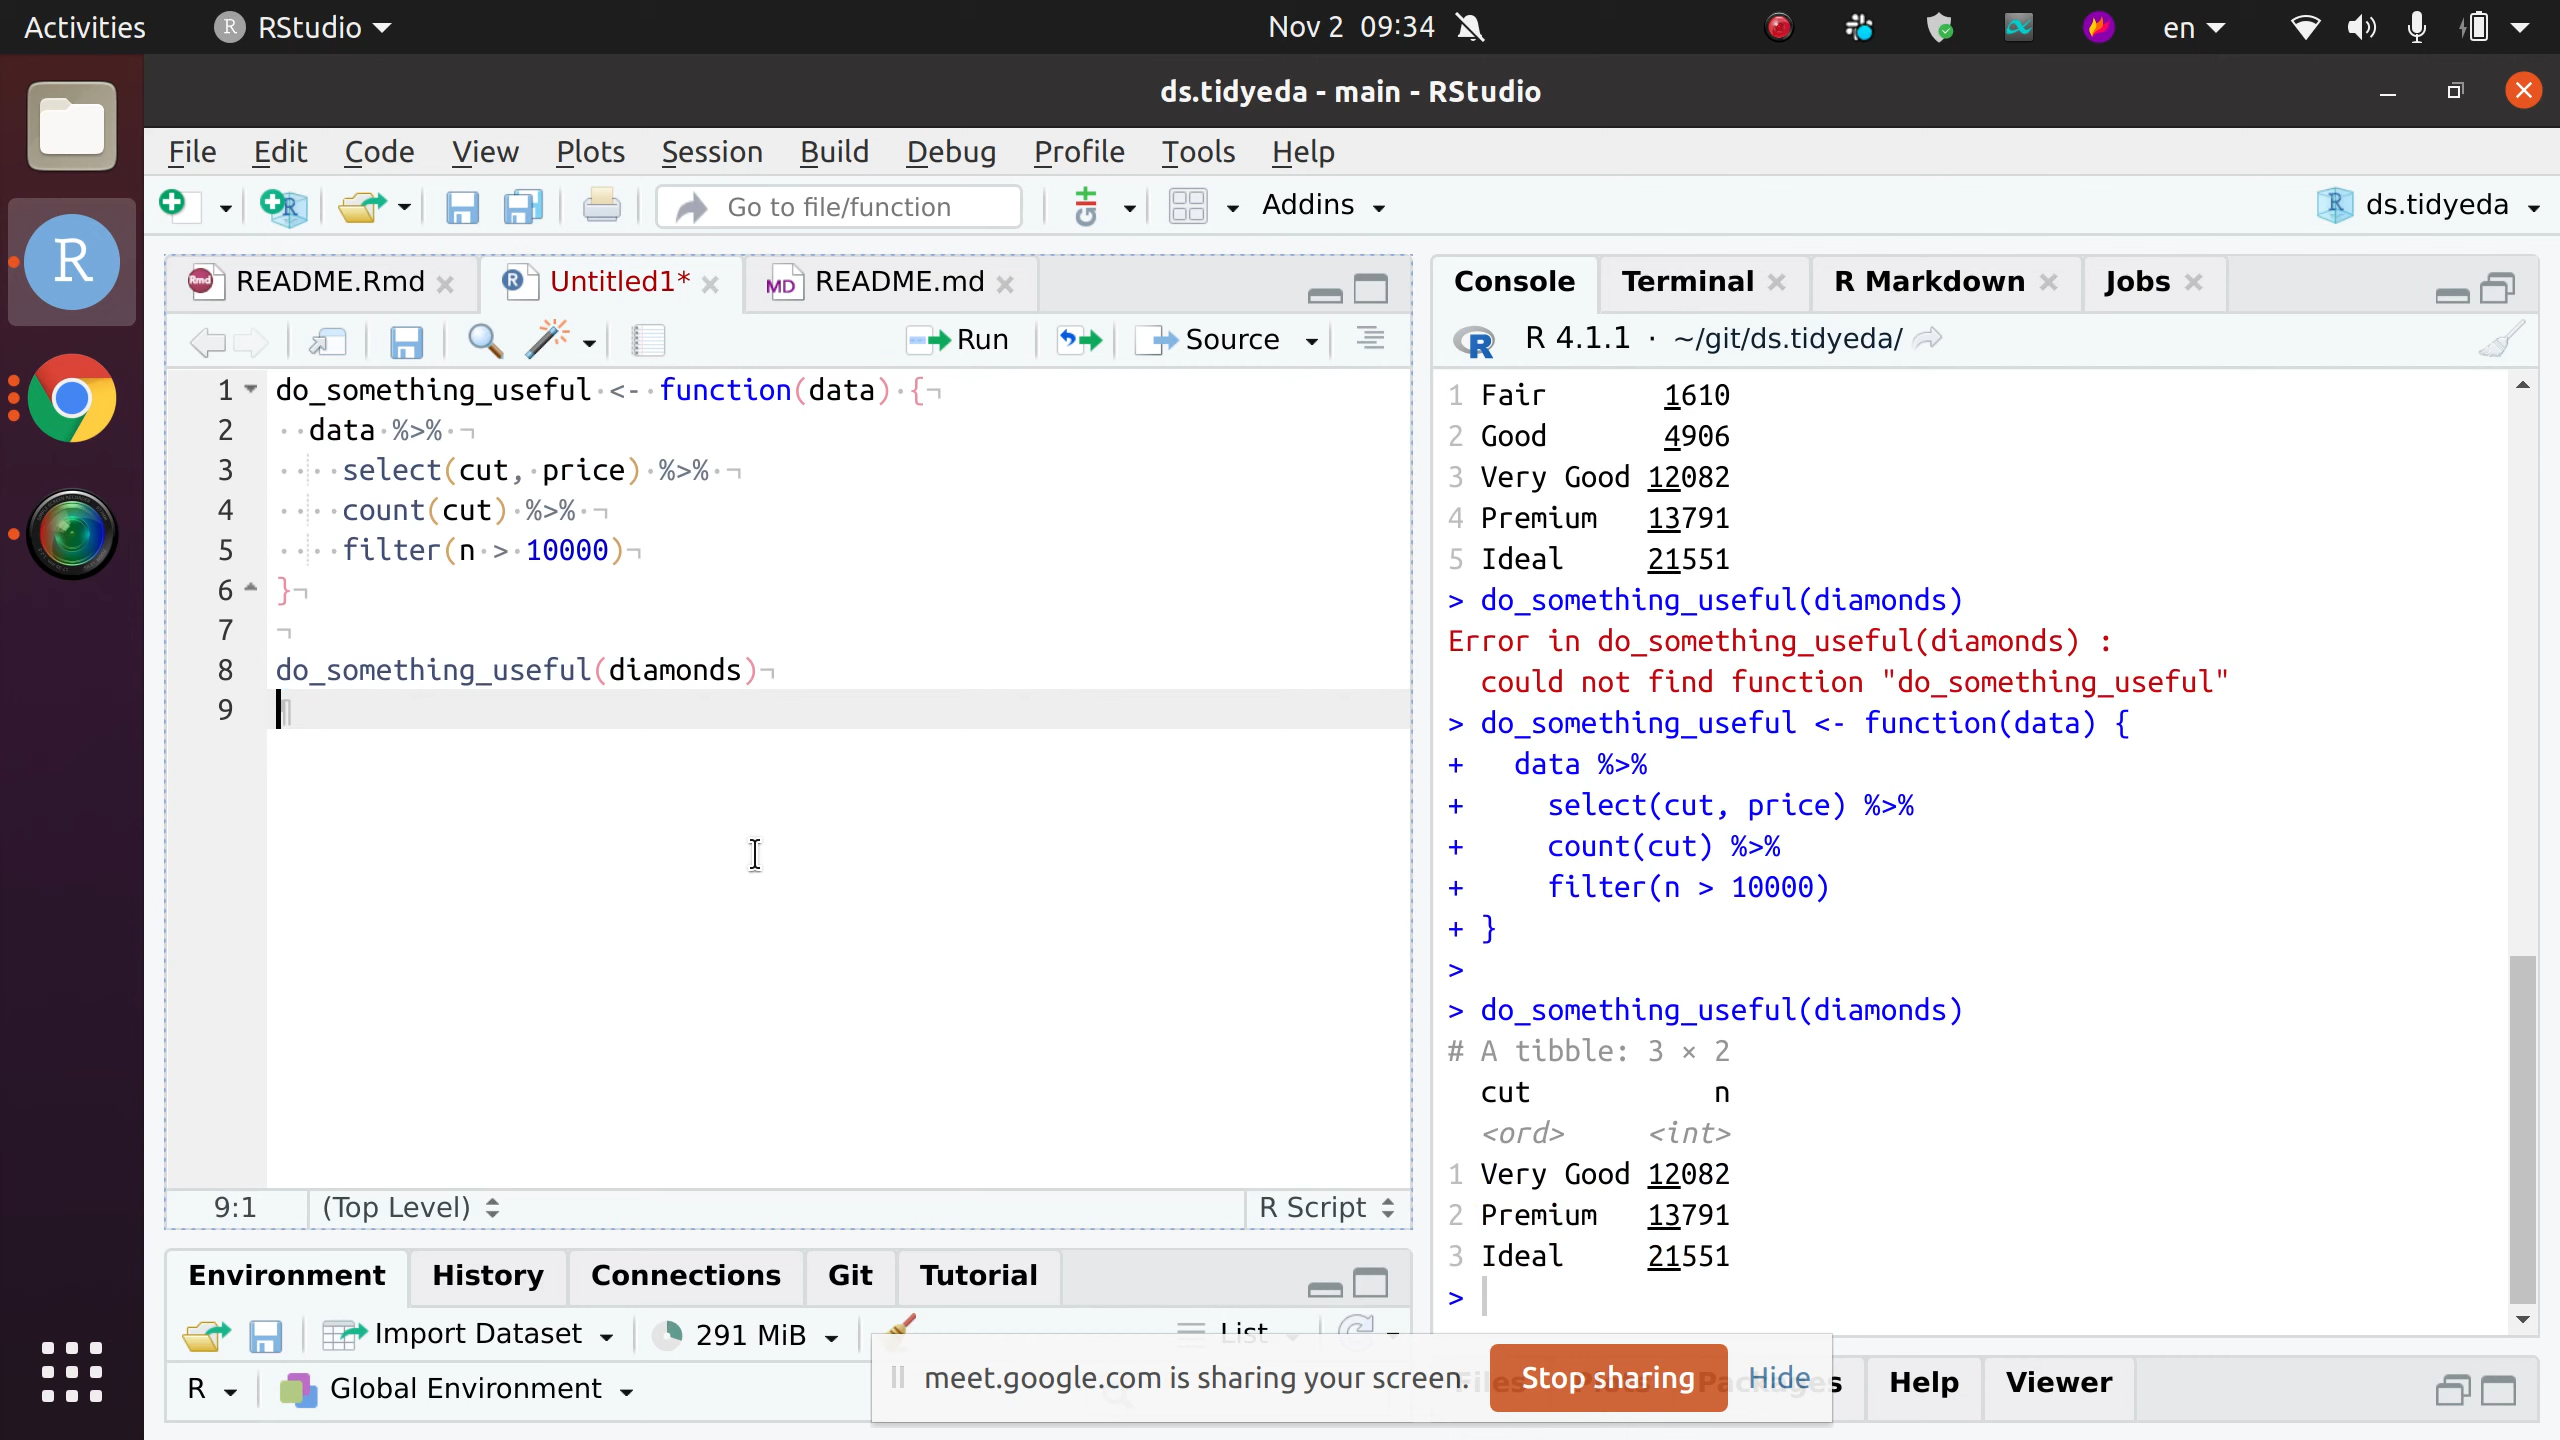 Activities RStudio Nov 2 09:34 en
ds.tidyeda - main - RStudio
File Edit Code View Plots Session Build Debug Profile Tools Help
Go to file/function Addins ds.tidyeda
README.Rmd Untitled1* README.md
Run Source
1 do_something_useful <- function(data) {
2 data %>%
3 select(cut, price) %>%
4 count(cut) %>%
5 filter(n > 10000)
6 }
7
8 do_something_useful(diamonds)
9
9:1 (Top Level) R Script
Environment History Connections Git Tutorial
Import Dataset 291 MiB List
R Global Environment
Console Terminal R Markdown Jobs
R 4.1.1 · ~/git/ds.tidyeda/
1 Fair 1610
2 Good 4906
3 Very Good 12082
4 Premium 13791
5 Ideal 21551
> do_something_useful(diamonds)
Error in do_something_useful(diamonds) :
could not find function "do_something_useful"
> do_something_useful <- function(data) {
+ data %>%
+ select(cut, price) %>%
+ count(cut) %>%
+ filter(n > 10000)
+ }
>
> do_something_useful(diamonds)
# A tibble: 3 × 2
cut n
<ord> <int>
1 Very Good 12082
2 Premium 13791
3 Ideal 21551
>
meet.google.com is sharing your screen. Stop sharing Hide
Help Viewer